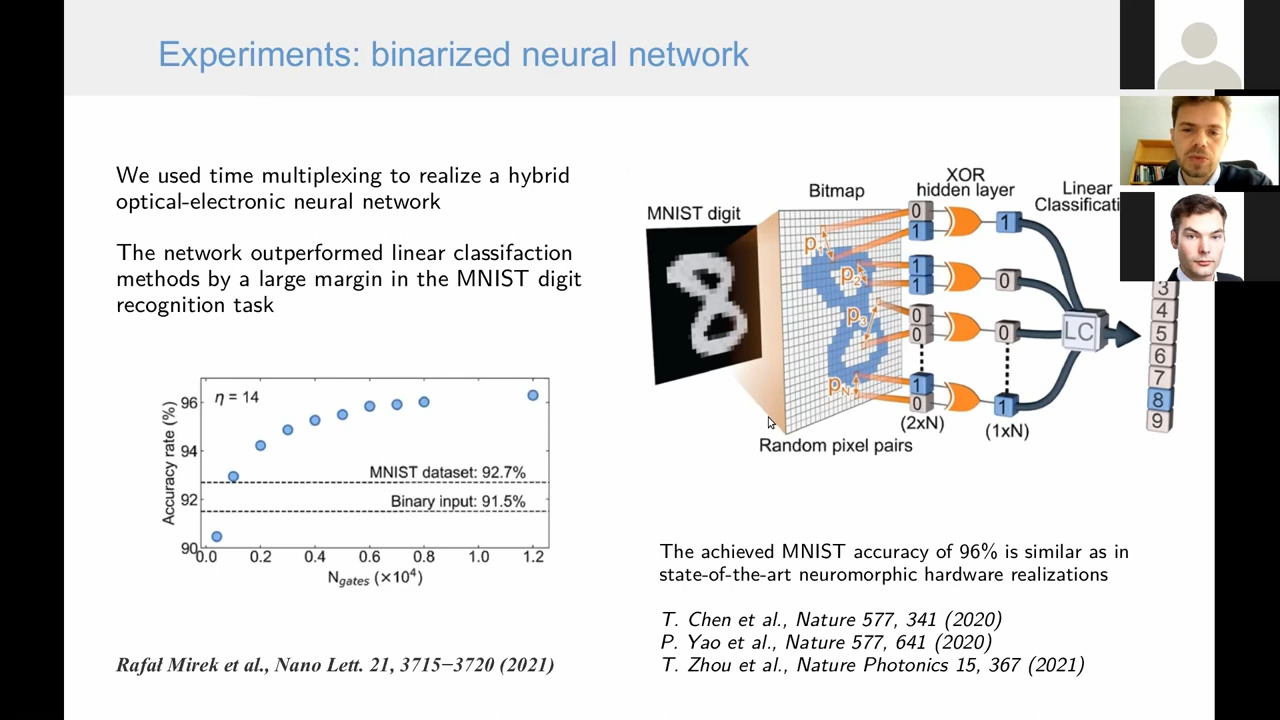 Experiments: binarized neural network
We used time multiplexing to realize a hybrid
optical-electronic neural network
The network outperformed linear classifaction
methods by a large margin in the MNIST digit
recognition task
η = 14
Accuracy rate (%)
96
94
92
90
MNIST dataset: 92.7%
Binary input: 91.5%
0.0 0.2 0.4 0.6 0.8 1.0 1.2
Ngates (×10⁴)
Rafał Mirek et al., Nano Lett. 21, 3715−3720 (2021)
MNIST digit
Bitmap
XOR
hidden layer
Linear
Classificati
p1
p2
p3
pN
0
1
1
1
0
0
1
0
1
0
0
1
LC
3
4
5
6
7
8
9
(2xN)
(1xN)
Random pixel pairs
The achieved MNIST accuracy of 96% is similar as in
state-of-the-art neuromorphic hardware realizations
T. Chen et al., Nature 577, 341 (2020)
P. Yao et al., Nature 577, 641 (2020)
T. Zhou et al., Nature Photonics 15, 367 (2021)